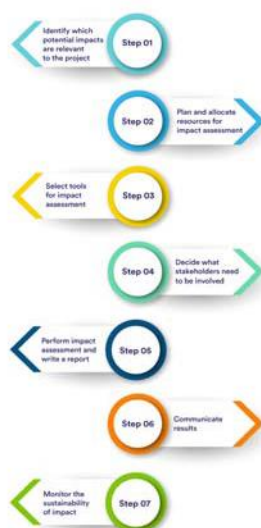 Identify which
potential impacts
are relevant
to the project
Step 01
Step 02
Plan and allocate
resources for
impact assessment
Select tools
for impact
assessment
Step 03
Step 04
Decide what
stakeholders need
to be involved
Perform impact
assessment and
write a report
Step 05
Step 06
Communicate
results
Monitor the
sustainability
of impact
Step 07